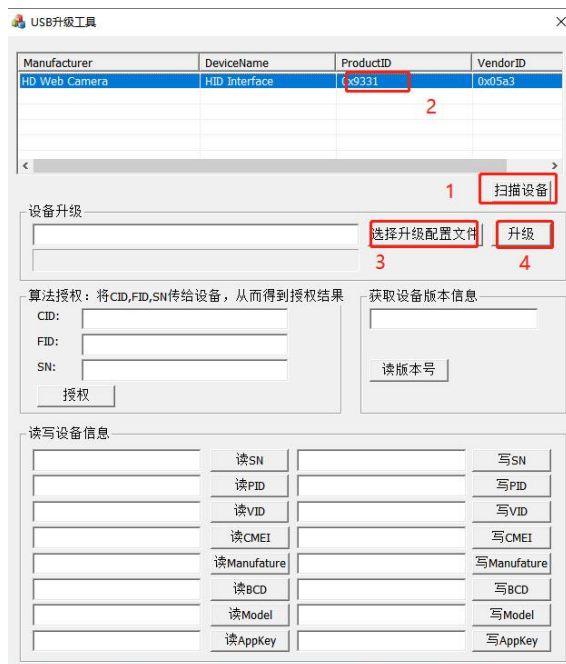 USB升级工具
Manufacturer DeviceName ProductID VendorID
HD Web Camera HID Interface 0x9331 0x05a3
2
1 扫描设备
设备升级
选择升级配置文件 升级
3 4
算法授权：将CID,FID,SN传给设备，从而得到授权结果 获取设备版本信息
CID:
FID:
SN: 读版本号
授权
读写设备信息
读SN 写SN
读PID 写PID
读VID 写VID
读CMEI 写CMEI
读Manufature 写Manufature
读BCD 写BCD
读Model 写Model
读AppKey 写AppKey